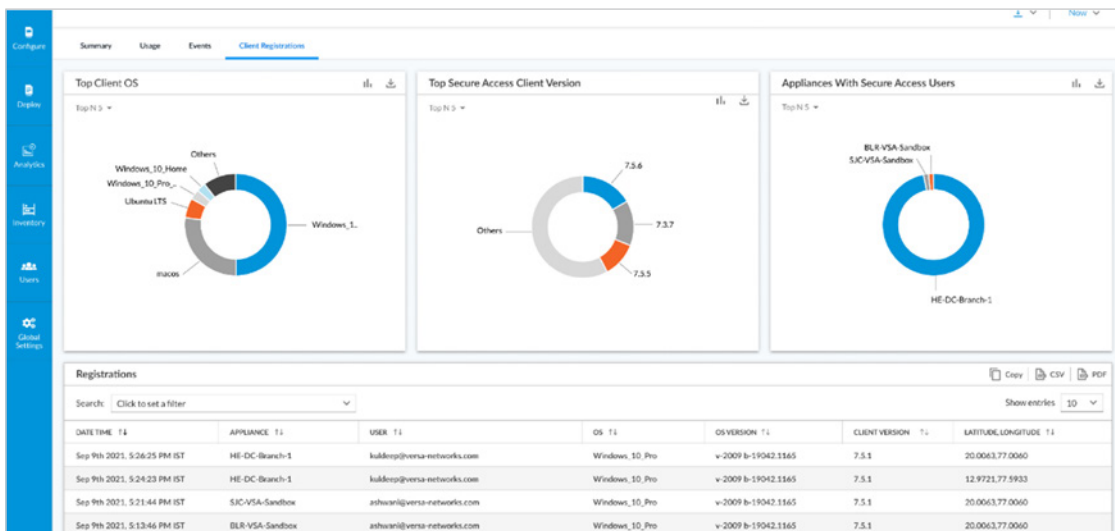 Now
Configure
Summary Usage Events Client Registrations
Top Client OS
Top N 5
Others
Windows_10_Home
Windows_10_Pro_..
Ubuntu LTS
Windows_1..
macos
Top Secure Access Client Version
Top N 5
7.5.6
7.3.7
Others
7.5.5
Appliances With Secure Access Users
Top N 5
BLR-VSA-Sandbox
SJC-VSA-Sandbox
HE-DC-Branch-1
Deploy
Analytics
Inventory
Users
Global
Settings
Registrations Copy CSV PDF
Search: Click to set a filter Show entries 10
DATE TIME APPLIANCE USER OS OS VERSION CLIENT VERSION LATITUDE, LONGITUDE
Sep 9th 2021, 5:26:25 PM IST HE-DC-Branch-1 kuldeep@versa-networks.com Windows_10_Pro v-2009 b-19042.1165 7.5.1 20.0063,77.0060
Sep 9th 2021, 5:24:23 PM IST HE-DC-Branch-1 kuldeep@versa-networks.com Windows_10_Pro v-2009 b-19042.1165 7.5.1 12.9721,77.5933
Sep 9th 2021, 5:21:44 PM IST SJC-VSA-Sandbox ashwani@versa-networks.com Windows_10_Pro v-2009 b-19042.1165 7.5.1 20.0063,77.0060
Sep 9th 2021, 5:13:46 PM IST BLR-VSA-Sandbox ashwani@versa-networks.com Windows_10_Pro v-2009 b-19042.1165 7.5.1 20.0063,77.0060